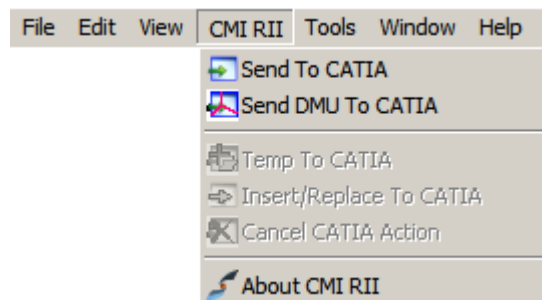 File Edit View CMI RII Tools Window Help
Send To CATIA
Send DMU To CATIA
Temp To CATIA
Insert/Replace To CATIA
Cancel CATIA Action
About CMI RII